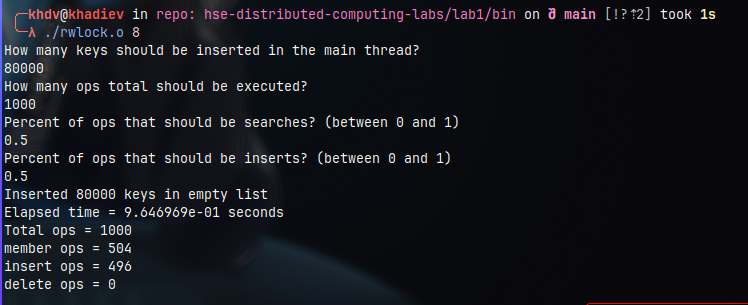 khdv@khadiev in repo: hse-distributed-computing-labs/lab1/bin on ∂ main [!?⇡2] took 1s
λ ./rwlock.o 8
How many keys should be inserted in the main thread?
80000
How many ops total should be executed?
1000
Percent of ops that should be searches? (between 0 and 1)
0.5
Percent of ops that should be inserts? (between 0 and 1)
0.5
Inserted 80000 keys in empty list
Elapsed time = 9.646969e-01 seconds
Total ops = 1000
member ops = 504
insert ops = 496
delete ops = 0